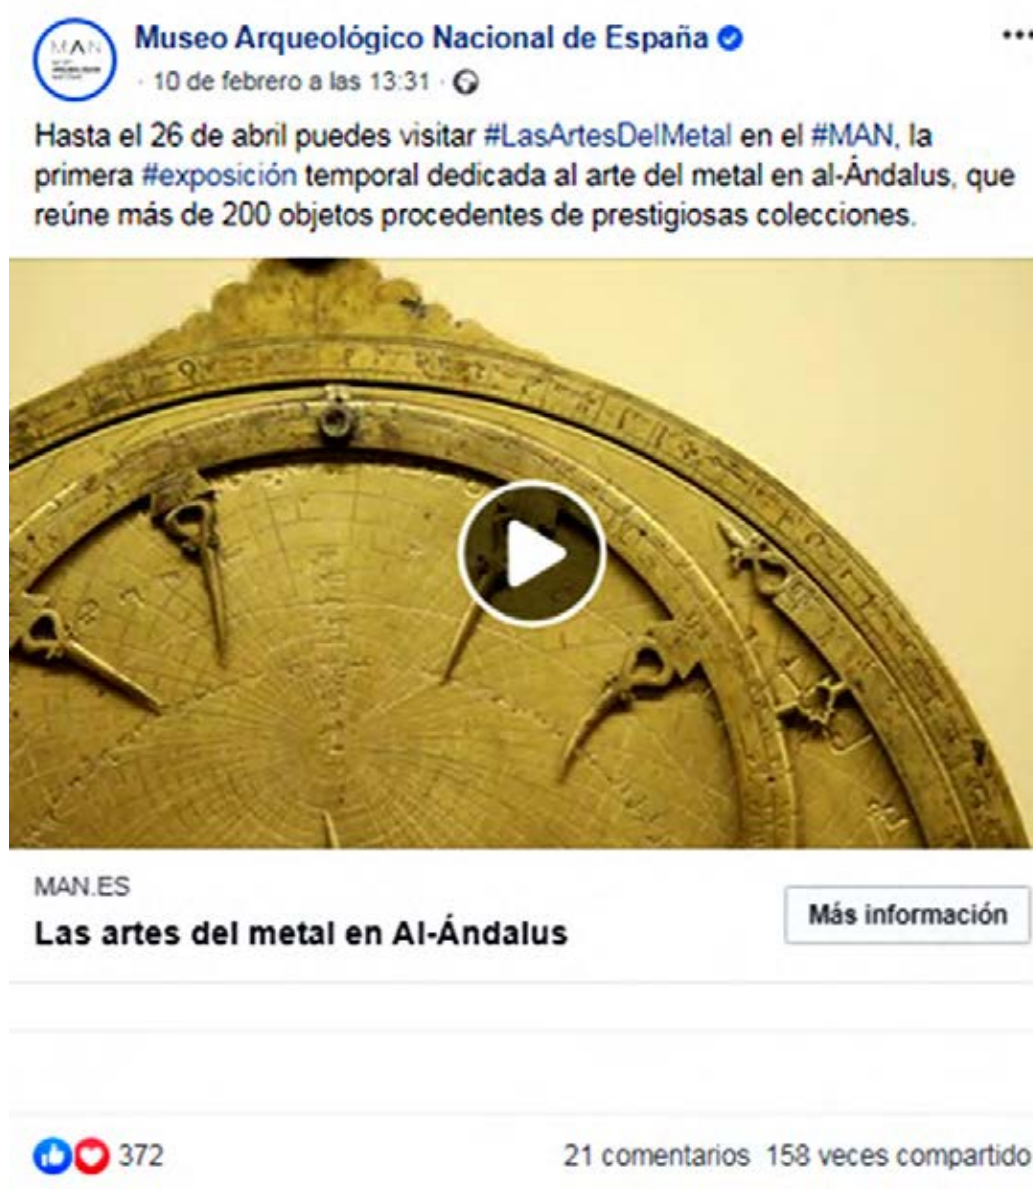 MAN
Museo Arqueológico Nacional de España
· 10 de febrero a las 13:31 ·
Hasta el 26 de abril puedes visitar #LasArtesDelMetal en el #MAN, la
primera #exposición temporal dedicada al arte del metal en al-Ándalus, que
reúne más de 200 objetos procedentes de prestigiosas colecciones.
MAN.ES
Las artes del metal en Al-Ándalus
Más información
372
21 comentarios 158 veces compartido